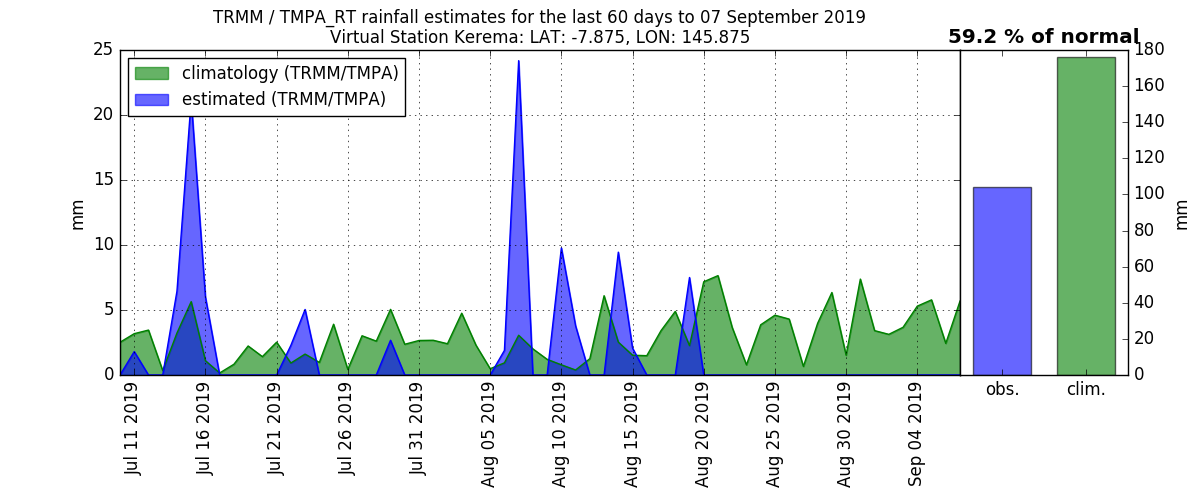 TRMM / TMPA_RT rainfall estimates for the last 60 days to 07 September 2019
Virtual Station Kerema: LAT: -7.875, LON: 145.875
59.2 % of normal
climatology (TRMM/TMPA)
estimated (TRMM/TMPA)
25
20
15
10
5
0
mm
Jul 11 2019
Jul 16 2019
Jul 21 2019
Jul 26 2019
Jul 31 2019
Aug 05 2019
Aug 10 2019
Aug 15 2019
Aug 20 2019
Aug 25 2019
Aug 30 2019
Sep 04 2019
obs.
clim.
180
160
140
120
100
80
60
40
20
0
mm